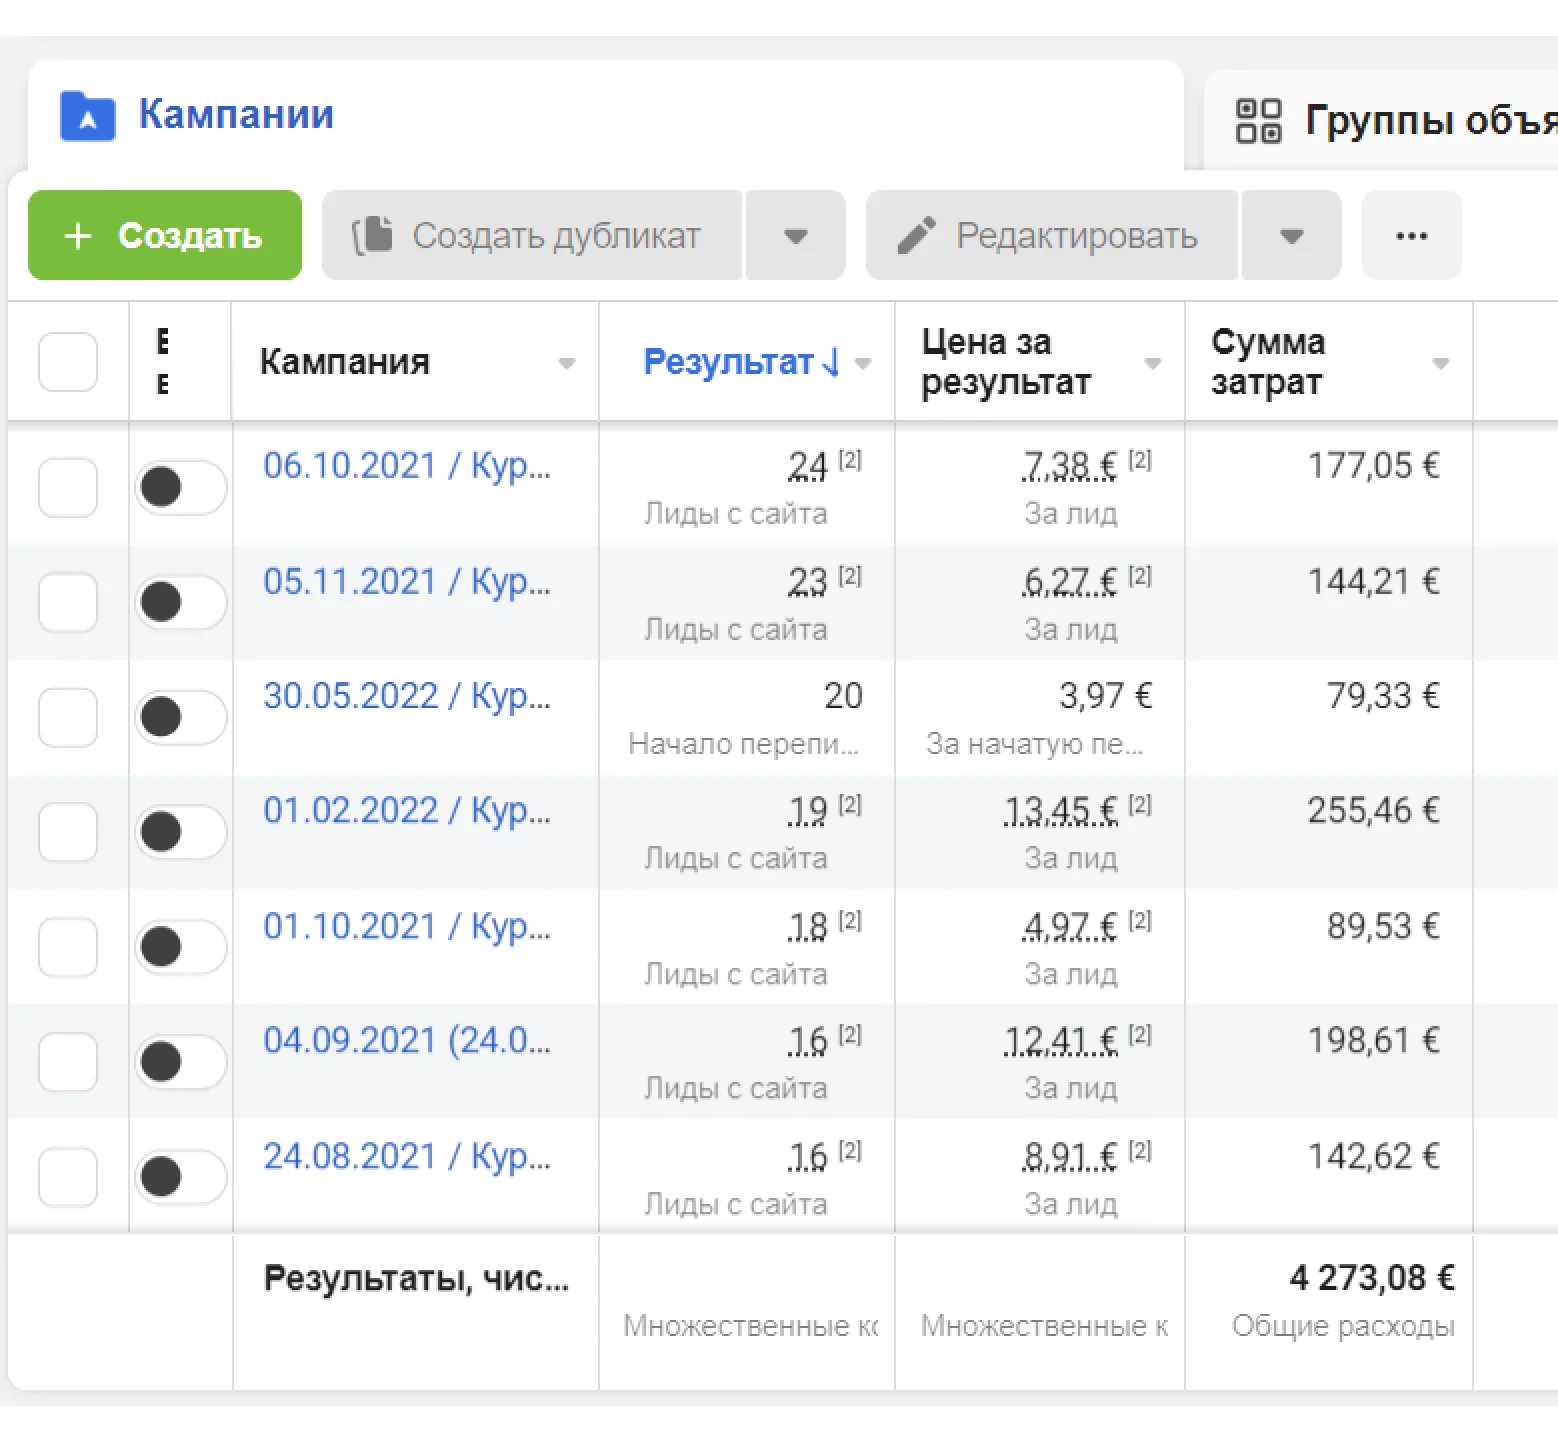 Кампании
Группы объя
+ Создать
Создать дубликат
Редактировать
...
Кампания
Результат ↓
Цена за результат
Сумма затрат
06.10.2021 / Кур...
24 [2]
7,38 € [2]
177,05 €
Лиды с сайта
За лид
05.11.2021 / Кур...
23 [2]
6,27 € [2]
144,21 €
Лиды с сайта
За лид
30.05.2022 / Кур...
20
3,97 €
79,33 €
Начало перепи...
За начатую пе...
01.02.2022 / Кур...
19 [2]
13,45 € [2]
255,46 €
Лиды с сайта
За лид
01.10.2021 / Кур...
18 [2]
4,97 € [2]
89,53 €
Лиды с сайта
За лид
04.09.2021 (24.0...
16 [2]
12,41 € [2]
198,61 €
Лиды с сайта
За лид
24.08.2021 / Кур...
16 [2]
8,91 € [2]
142,62 €
Лиды с сайта
За лид
Результаты, чис...
4 273,08 €
Множественные кс
Множественные к
Общие расходы